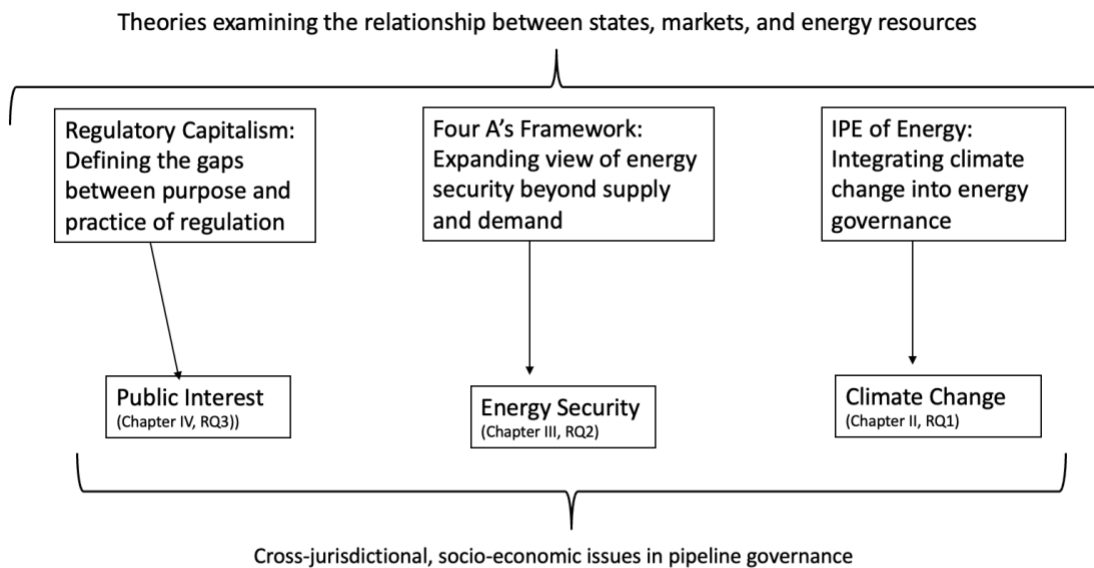 Theories examining the relationship between states, markets, and energy resources
Regulatory Capitalism:
Defining the gaps
between purpose and
practice of regulation
Four A's Framework:
Expanding view of energy
security beyond supply
and demand
IPE of Energy:
Integrating climate
change into energy
governance
Public Interest
(Chapter IV, RQ3))
Energy Security
(Chapter III, RQ2)
Climate Change
(Chapter II, RQ1)
Cross-jurisdictional, socio-economic issues in pipeline governance